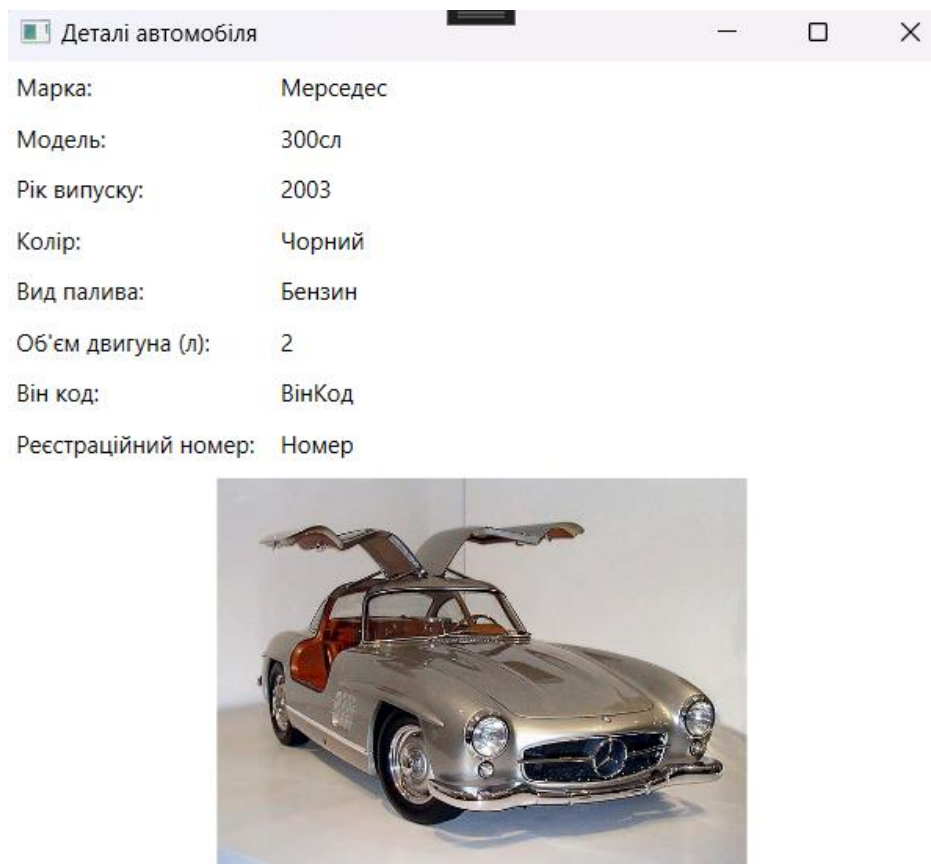 Деталі автомобіля
Марка: Мерседес
Модель: 300сл
Рік випуску: 2003
Колір: Чорний
Вид палива: Бензин
Об'єм двигуна (л): 2
Він код: ВінКод
Реєстраційний номер: Номер